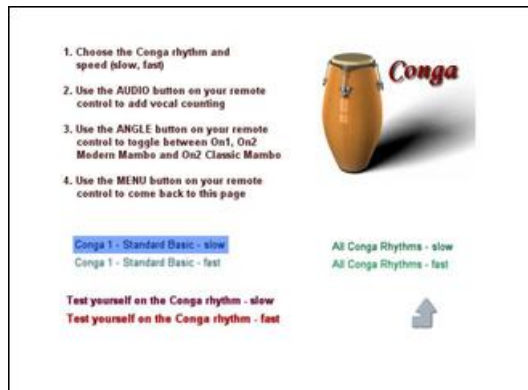 1. Choose the Conga rhythm and
speed (slow, fast)
Conga
2. Use the AUDIO button on your remote
control to add vocal counting
3. Use the ANGLE button on your remote
control to toggle between On1, On2
Modern Mambo and On2 Classic Mambo
4. Use the MENU button on your remote
control to come back to this page
Conga 1 - Standard Basic - slow
Conga 1 - Standard Basic - fast
All Conga Rhythms - slow
All Conga Rhythms - fast
Test yourself on the Conga rhythm - slow
Test yourself on the Conga rhythm - fast